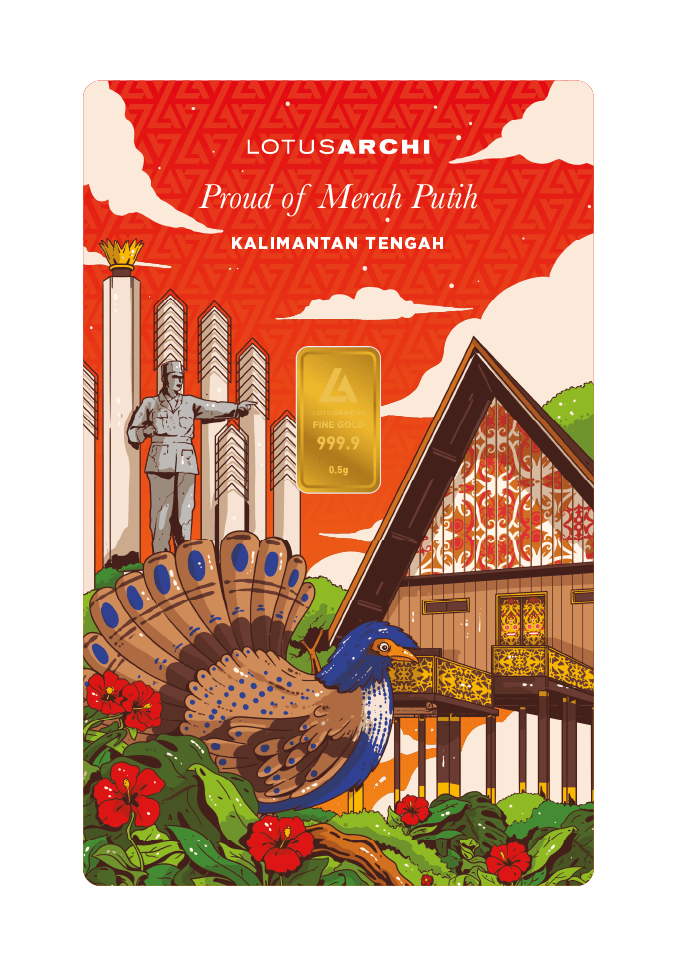 LOTUSARCHI
Proud of Merah Putih
KALIMANTAN TENGAH
LOTUSARCHI
FINE GOLD
999.9
0.5g